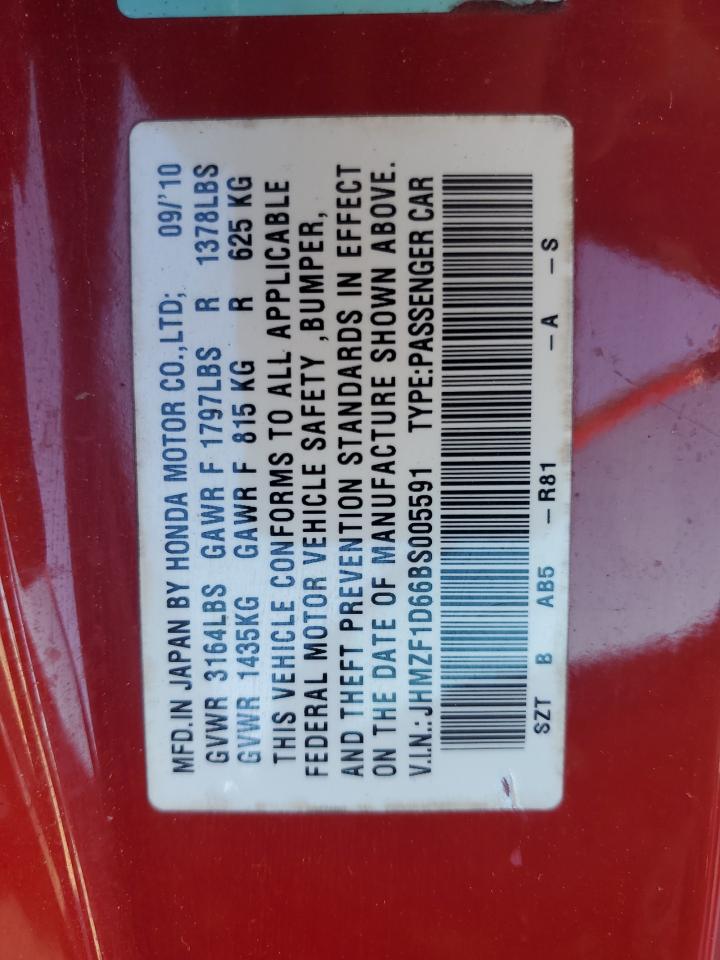 MFD.IN JAPAN BY HONDA MOTOR CO.,LTD; 09/'10
GVWR 3164LBS GAWR F 1797LBS R 1378LBS
GVWR 1435KG GAWR F 815 KG R 625 KG
THIS VEHICLE CONFORMS TO ALL APPLICABLE
FEDERAL MOTOR VEHICLE SAFETY ,BUMPER,
AND THEFT PREVENTION STANDARDS IN EFFECT
ON THE DATE OF MANUFACTURE SHOWN ABOVE.
V.I.N.: JHMZF1D66BS005591 TYPE:PASSENGER CAR
SZT B AB5 – R81 – A – S